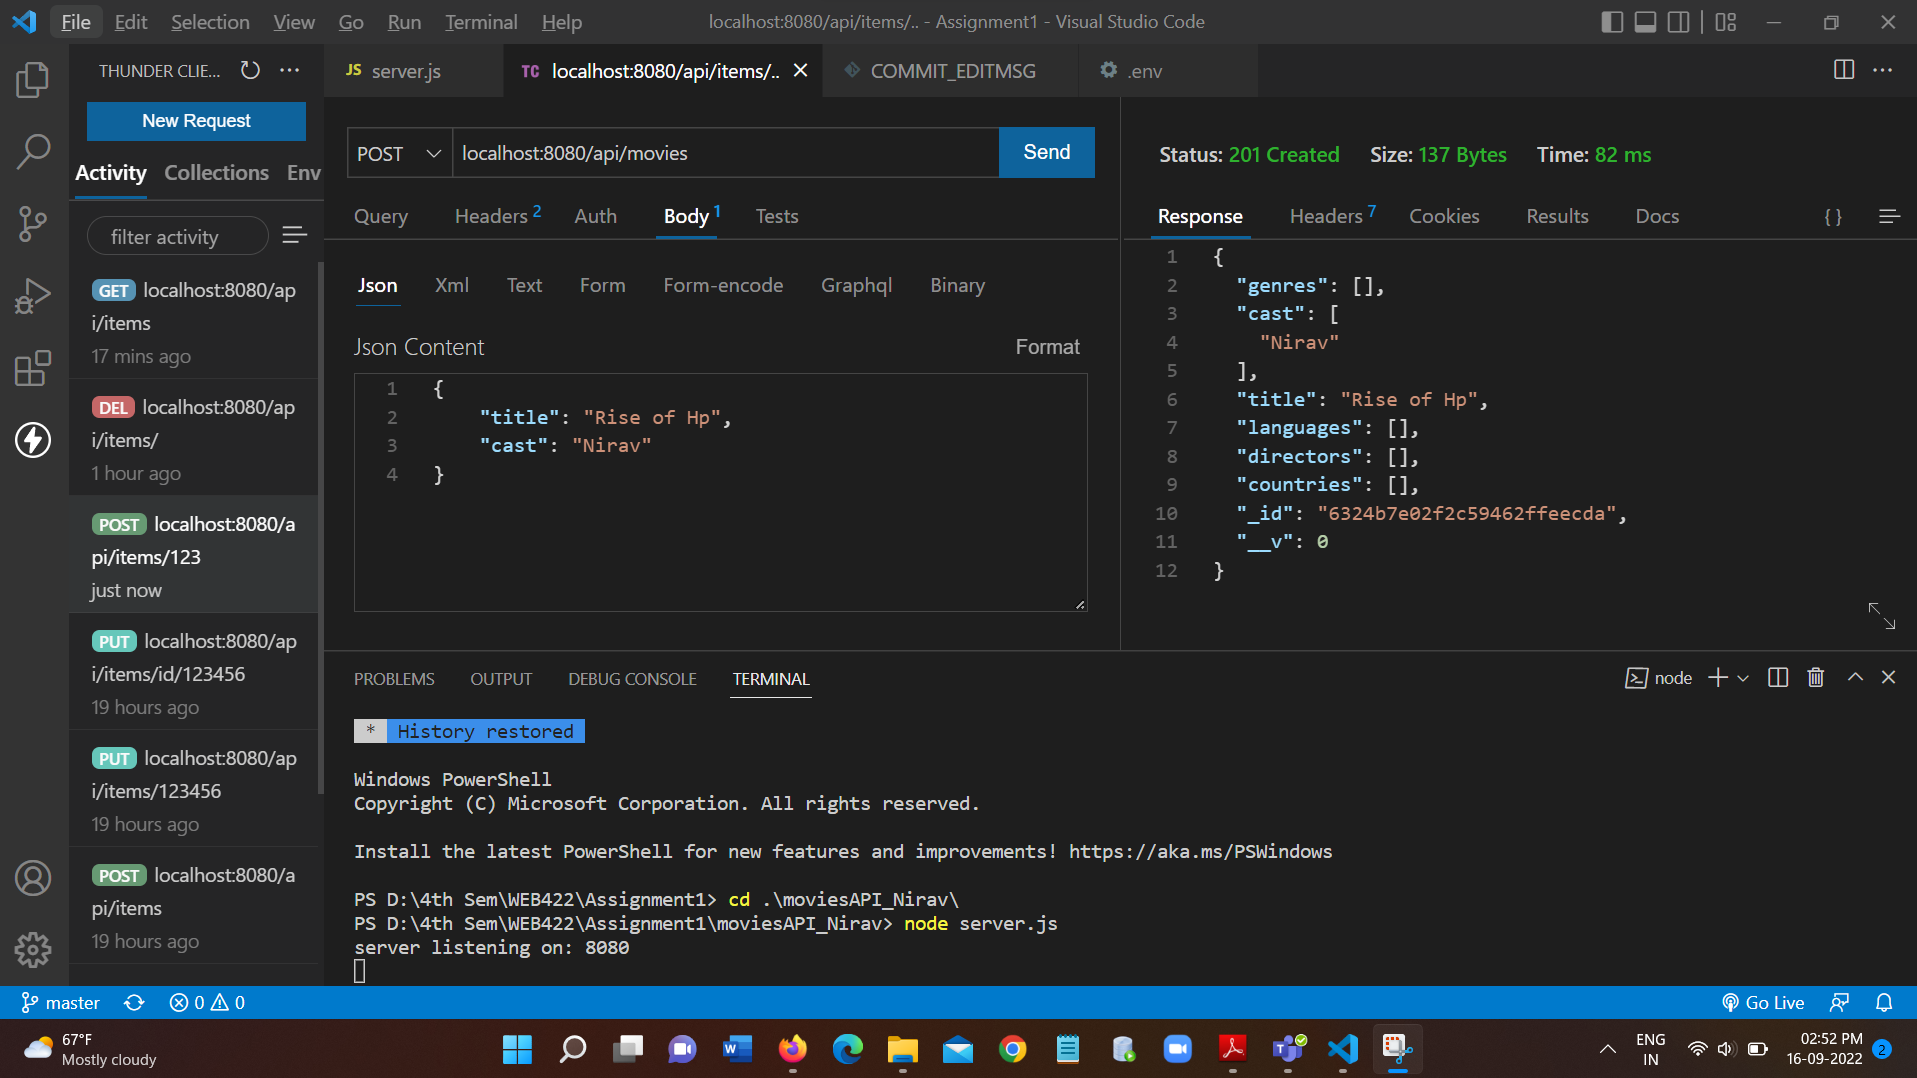 File Edit Selection View Go Run Terminal Help localhost:8080/api/items/.. - Assignment1 - Visual Studio Code
THUNDER CLIE... ···
JS server.js TC localhost:8080/api/items/.. COMMIT_EDITMSG .env ···
New Request
Activity Collections Env
filter activity
GET localhost:8080/ap
i/items
17 mins ago
DEL localhost:8080/ap
i/items/
1 hour ago
POST localhost:8080/a
pi/items/123
just now
PUT localhost:8080/ap
i/items/id/123456
19 hours ago
PUT localhost:8080/ap
i/items/123456
19 hours ago
POST localhost:8080/a
pi/items
19 hours ago
POST localhost:8080/api/movies Send
Query Headers 2 Auth Body 1 Tests
Json Xml Text Form Form-encode Graphql Binary
Json Content Format
1 {
2 "title": "Rise of Hp",
3 "cast": "Nirav"
4 }
Status: 201 Created Size: 137 Bytes Time: 82 ms
Response Headers 7 Cookies Results Docs { }
1 {
2 "genres": [],
3 "cast": [
4 "Nirav"
5 ],
6 "title": "Rise of Hp",
7 "languages": [],
8 "directors": [],
9 "countries": [],
10 "_id": "6324b7e02f2c59462ffeecda",
11 "__v": 0
12 }
PROBLEMS OUTPUT DEBUG CONSOLE TERMINAL node
* History restored
Windows PowerShell
Copyright (C) Microsoft Corporation. All rights reserved.
Install the latest PowerShell for new features and improvements! https://aka.ms/PSWindows
PS D:\4th Sem\WEB422\Assignment1> cd .\moviesAPI_Nirav\
PS D:\4th Sem\WEB422\Assignment1\moviesAPI_Nirav> node server.js
server listening on: 8080
master 0 0 Go Live
67°F
Mostly cloudy
ENG
IN
02:52 PM
16-09-2022 2